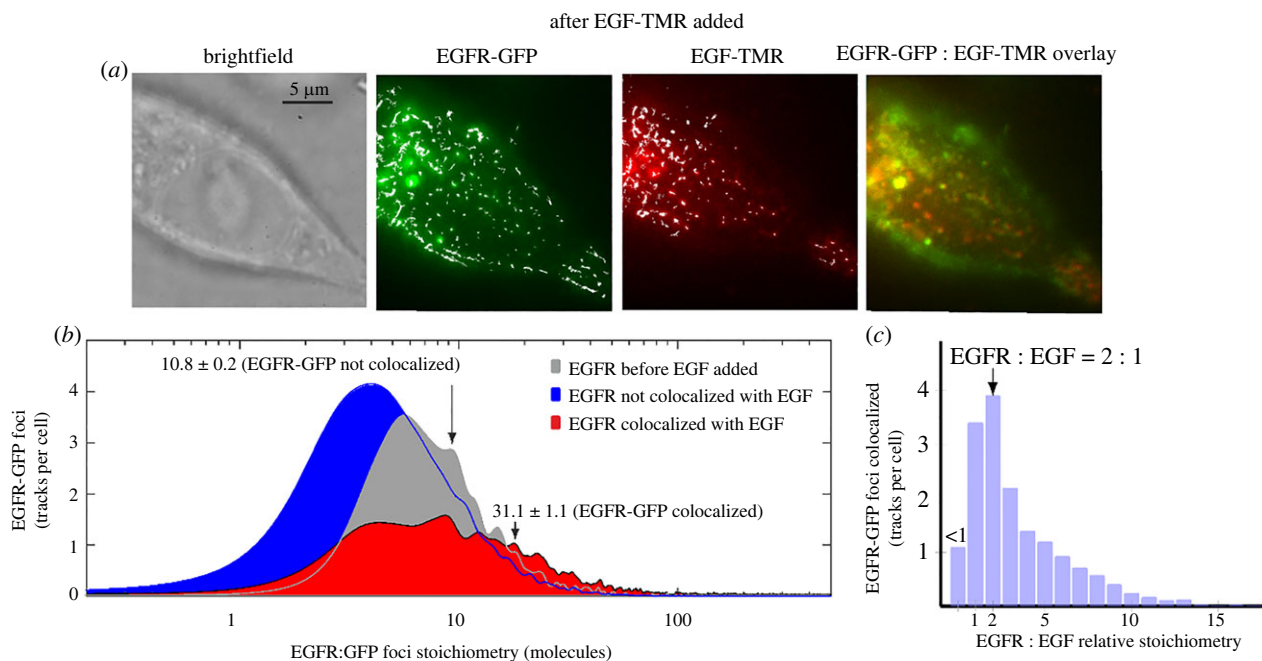 after EGF-TMR added
brightfield
EGFR-GFP
EGF-TMR
EGFR-GFP : EGF-TMR overlay
(a)
5 µm
(b)
10.8 ± 0.2 (EGFR-GFP not colocalized)
EGFR before EGF added
EGFR not colocalized with EGF
EGFR colocalized with EGF
31.1 ± 1.1 (EGFR-GFP colocalized)
EGFR-GFP foci
(tracks per cell)
5
4
3
2
1
0
1
10
100
EGFR:GFP foci stoichiometry (molecules)
(c)
EGFR : EGF = 2 : 1
EGFR-GFP foci colocalized
(tracks per cell)
4
3
2
1
0
<1
1 2 5 10 15
EGFR : EGF relative stoichiometry